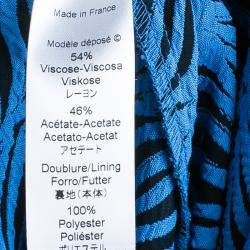 Made in France
Modèle déposé ©
54%
Viscose-Viscosa
Viskose
レーヨン
46%
Acétate-Acetate
Acetato-Acetat
アセテート
Doublure/Lining
Forro/Futter
裏地(本体)
100%
Polyester
Poliéster
ポリエステル